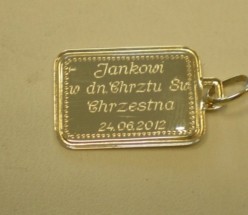 Jankowi
w dn. Chrztu Św
Chrzestna
24.06.2012